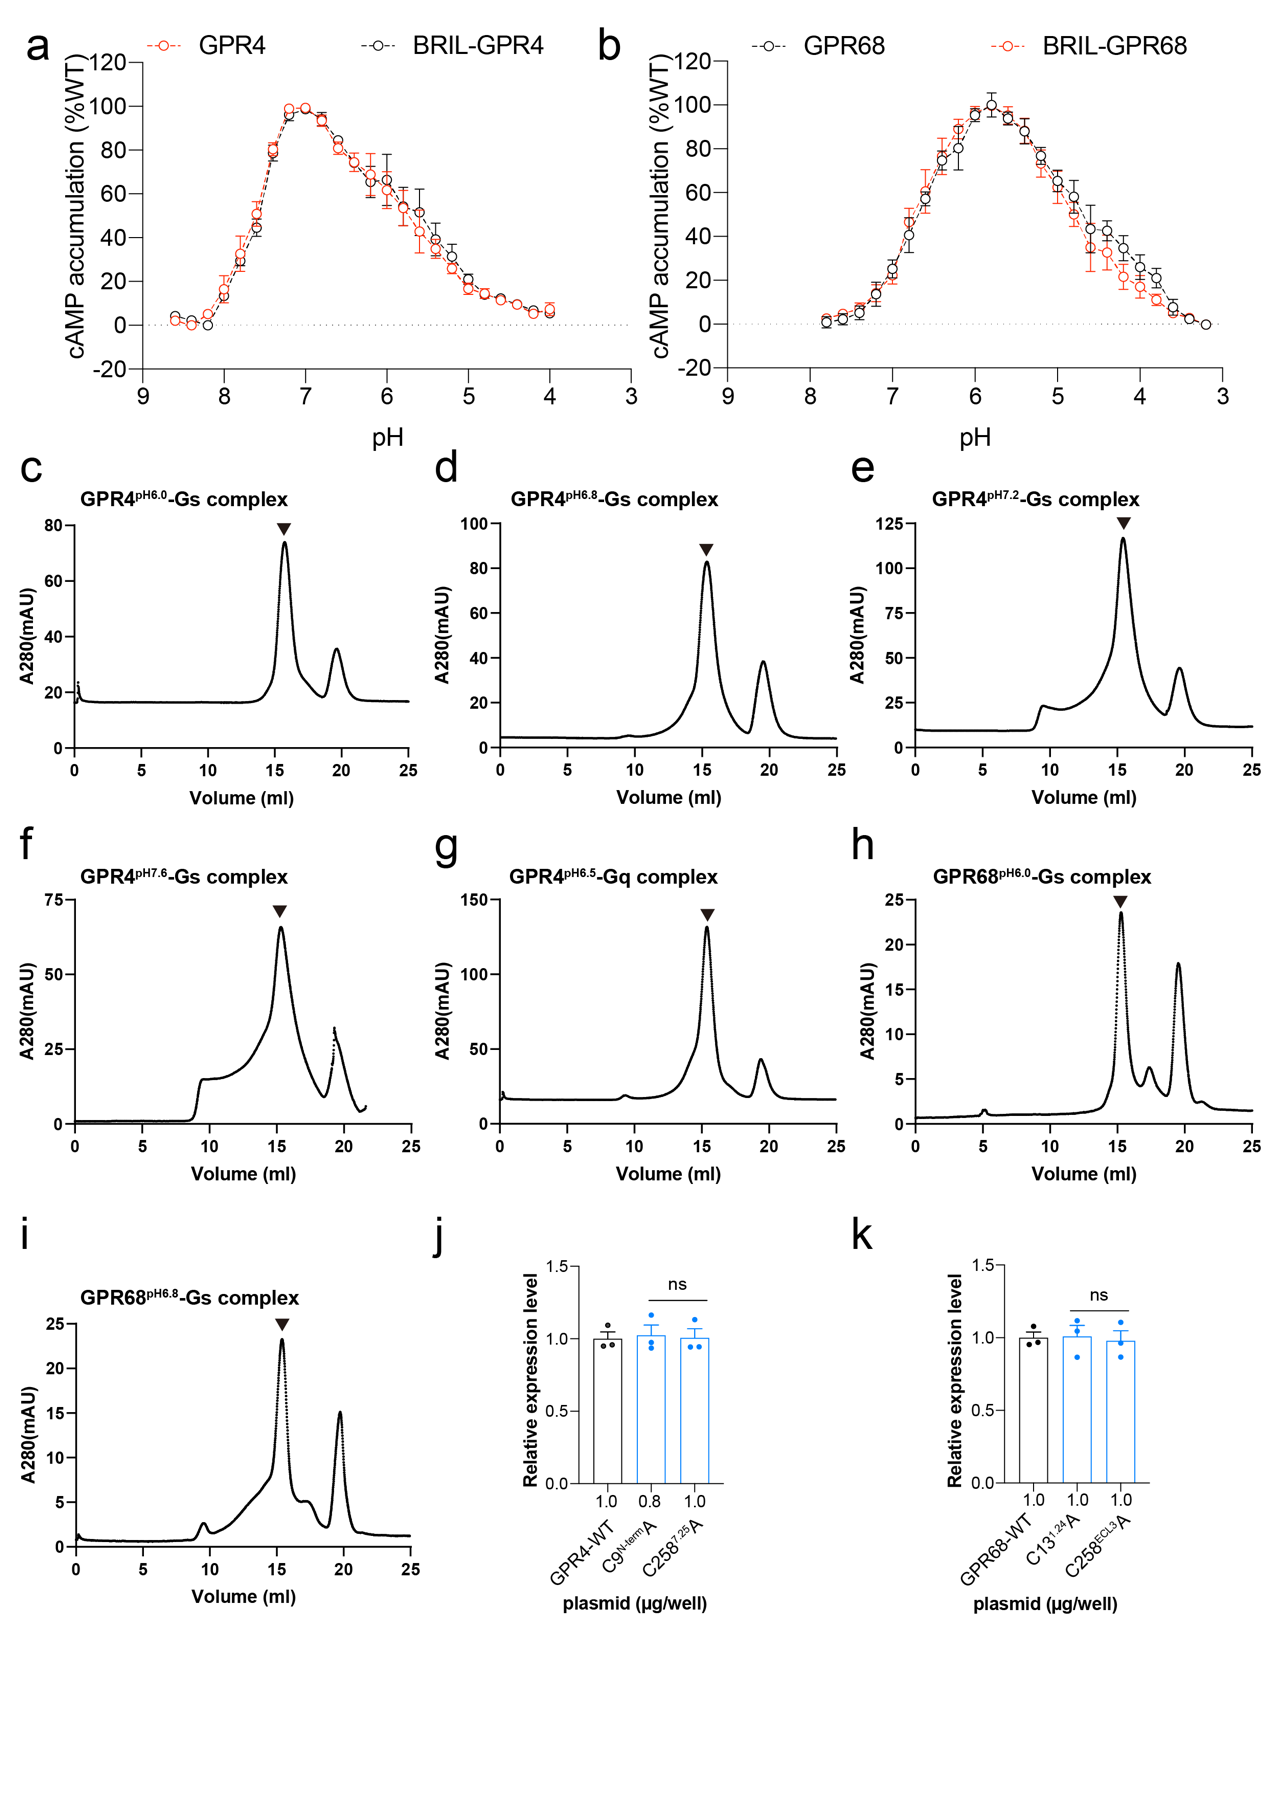 a
GPR4
BRIL-GPR4
cAMP accumulation (%WT)
120
100
80
60
40
20
0
-20
9
8
7
6
5
4
3
pH
b
GPR68
BRIL-GPR68
cAMP accumulation (%WT)
120
100
80
60
40
20
0
-20
9
8
7
6
5
4
3
pH
c
GPR4pH6.0-Gs complex
A280(mAU)
80
60
40
20
0
0
5
10
15
20
25
Volume (ml)
d
GPR4pH6.8-Gs complex
A280(mAU)
100
80
60
40
20
0
0
5
10
15
20
25
Volume (ml)
e
GPR4pH7.2-Gs complex
A280(mAU)
125
100
75
50
25
0
0
5
10
15
20
25
Volume (ml)
f
GPR4pH7.6-Gs complex
A280(mAU)
75
50
25
0
0
5
10
15
20
25
Volume (ml)
g
GPR4pH6.5-Gq complex
A280(mAU)
150
100
50
0
0
5
10
15
20
25
Volume (ml)
h
GPR68pH6.0-Gs complex
A280(mAU)
25
20
15
10
5
0
0
5
10
15
20
25
Volume (ml)
i
GPR68pH6.8-Gs complex
A280(mAU)
25
20
15
10
5
0
0
5
10
15
20
25
Volume (ml)
j
Relative expression level
1.5
1.0
0.5
0.0
ns
1.0
0.8
1.0
GPR4-WT
C9N-termA
C2587.25A
plasmid (μg/well)
k
Relative expression level
1.5
1.0
0.5
0.0
ns
1.0
1.0
1.0
GPR68-WT
C131.24A
C258ECL3A
plasmid (μg/well)